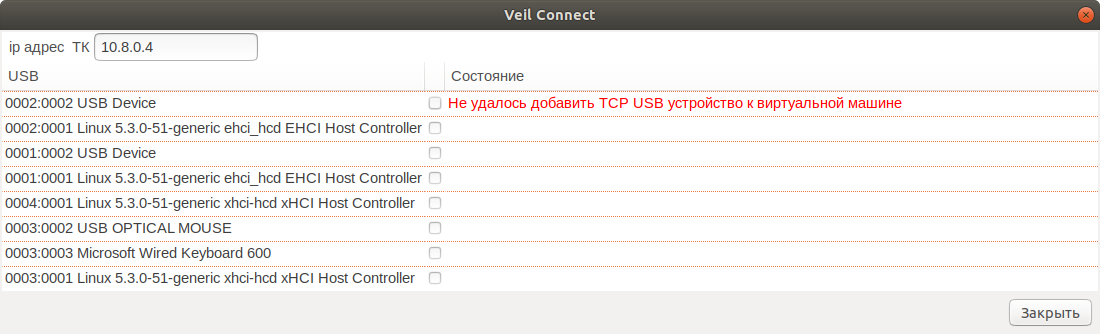 Veil Connect
ip адрес ТК 10.8.0.4
USB Состояние
0002:0002 USB Device Не удалось добавить TCP USB устройство к виртуальной машине
0002:0001 Linux 5.3.0-51-generic ehci_hcd EHCI Host Controller
0001:0002 USB Device
0001:0001 Linux 5.3.0-51-generic ehci_hcd EHCI Host Controller
0004:0001 Linux 5.3.0-51-generic xhci-hcd xHCI Host Controller
0003:0002 USB OPTICAL MOUSE
0003:0003 Microsoft Wired Keyboard 600
0003:0001 Linux 5.3.0-51-generic xhci-hcd xHCI Host Controller
Закрыть